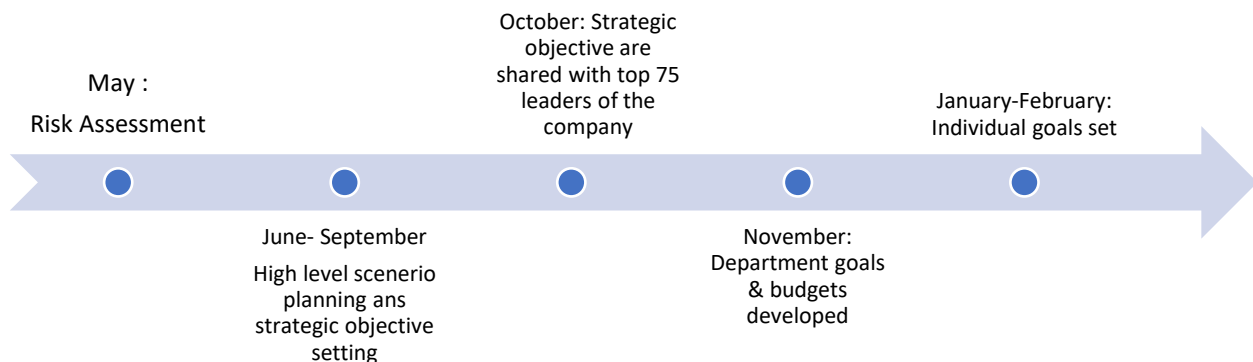 May :
Risk Assessment
June- September
High level scenerio
planning ans
strategic objective
setting
October: Strategic
objective are
shared with top 75
leaders of the
company
November:
Department goals
& budgets
developed
January-February:
Individual goals set